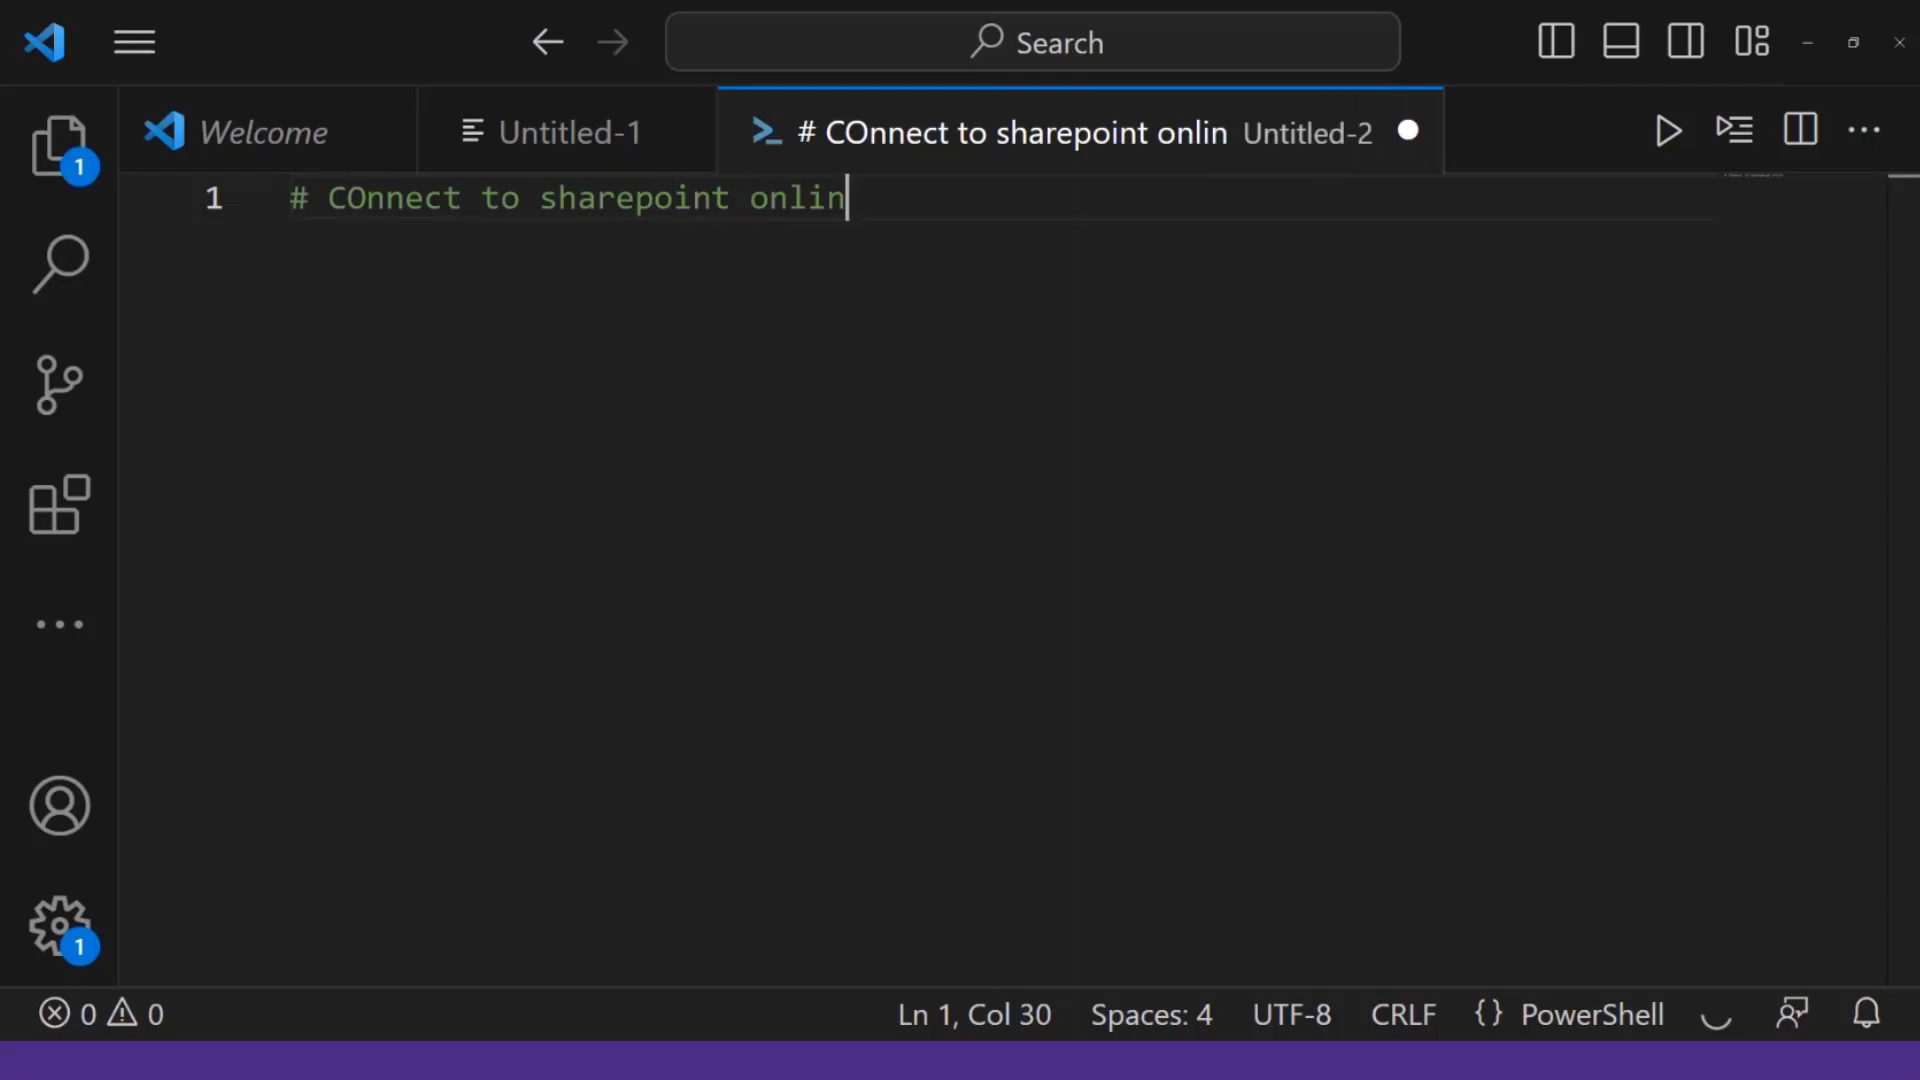 Search
Welcome
Untitled-1
# COnnect to sharepoint onlin Untitled-2
1
1 # COnnect to sharepoint onlin
1
0 0
Ln 1, Col 30
Spaces: 4
UTF-8
CRLF
{} PowerShell